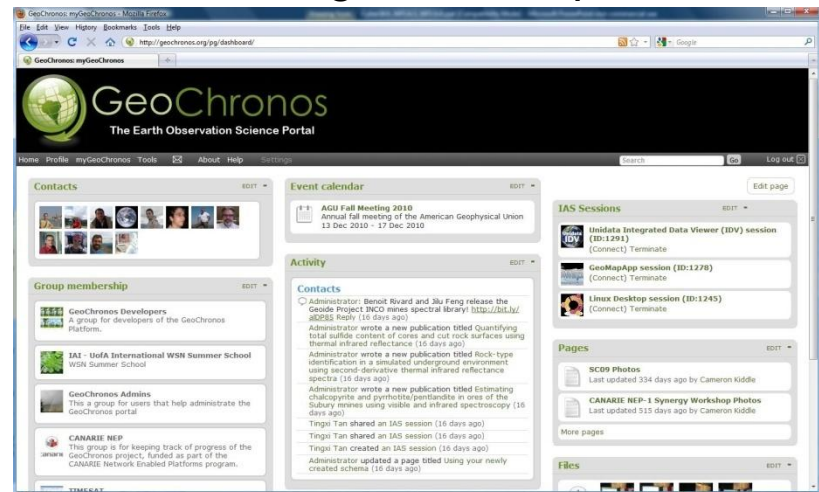 GeoChronos: myGeoChronos - Mozilla Firefox
File Edit View History Bookmarks Tools Help
http://geochronos.org/pg/dashboard/
Google
GeoChronos: myGeoChronos
GeoChronos
The Earth Observation Science Portal
Home Profile myGeoChronos Tools About Help Settings
Search Go Log out
Edit page
Contacts EDIT
Group membership EDIT
GeoChronos Developers
A group for developers of the GeoChronos
Platform.
IAI - UofA International WSN Summer School
WSN Summer School
GeoChronos Admins
This a group for users that help administrate the
GeoChronos portal
CANARIE NEP
This group is for keeping track of progress of the
GeoChronos project, funded as part of the
CANARIE Network Enabled Platforms program.
TIMESAT
Event calendar EDIT
AGU Fall Meeting 2010
Annual fall meeting of the American Geophysical Union
13 Dec 2010 - 17 Dec 2010
Activity EDIT
Contacts
Administrator: Benoit Rivard and Jilu Feng release the
Geoide Project INCO mines spectral library! http://bit.ly/
alDP85 Reply (16 days ago)
Administrator wrote a new publication titled Quantifying
total sulfide content of cores and cut rock surfaces using
thermal infrared reflectance (16 days ago)
Administrator wrote a new publication titled Rock-type
identification in a simulated underground environment
using second-derivative thermal infrared reflectance
spectra (16 days ago)
Administrator wrote a new publication titled Estimating
chalcopyrite and pyrrhotite/pentlandite in ores of the
Subury mnines using visible and infrared spectroscopy (16
days ago)
Tingxi Tan shared an IAS session (16 days ago)
Tingxi Tan shared an IAS session (16 days ago)
Tingxi Tan created an IAS session (16 days ago)
Administrator updated a page titled Using your newly
created schema (16 days ago)
IAS Sessions EDIT
Unidata Integrated Data Viewer (IDV) session
(ID:1291)
(Connect) Terminate
GeoMapApp session (ID:1278)
(Connect) Terminate
Linux Desktop session (ID:1245)
(Connect) Terminate
Pages EDIT
SC09 Photos
Last updated 334 days ago by Cameron Kiddle
CANARIE NEP-1 Synergy Workshop Photos
Last updated 515 days ago by Cameron Kiddle
More pages
Files EDIT